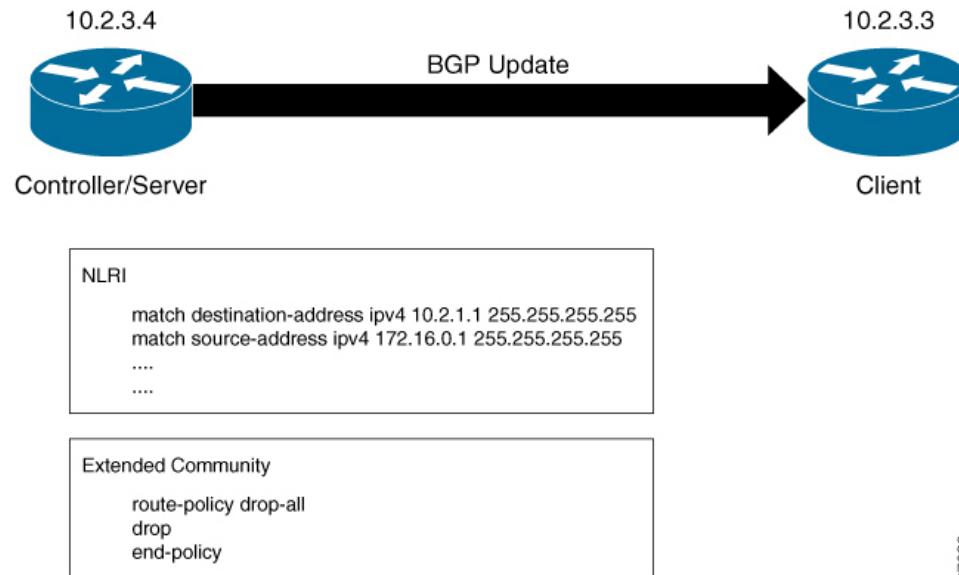 10.2.3.4
10.2.3.3
BGP Update
Controller/Server
Client
NLRI
match destination-address ipv4 10.2.1.1 255.255.255.255
match source-address ipv4 172.16.0.1 255.255.255.255
....
....
Extended Community
route-policy drop-all
drop
end-policy